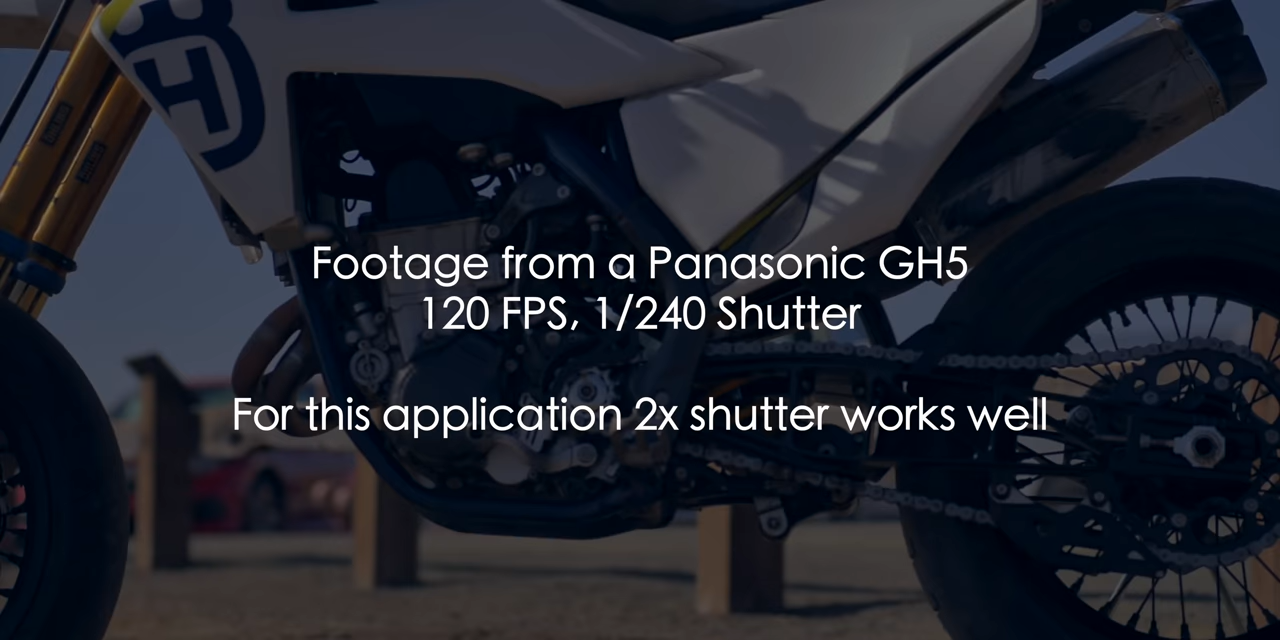 Footage from a Panasonic GH5
120 FPS, 1/240 Shutter
For this application 2x shutter works well